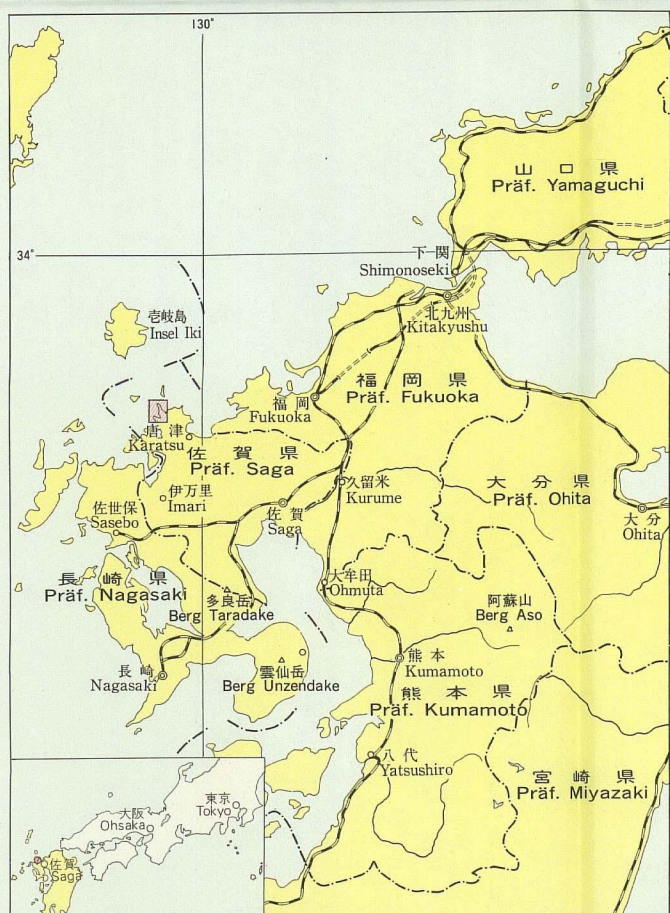 130°
山口県
Präf. Yamaguchi
34°
下関
Shimonoseki
壱岐島
Insel Iki
北九州
Kitakyushu
福岡県
Präf. Fukuoka
福岡
Fukuoka
唐津
Karatsu
佐賀県
Präf. Saga
久留米
Kurume
大分県
Präf. Ohita
伊万里
Imari
佐世保
Sasebo
佐賀
Saga
大分
Ohita
長崎県
Präf. Nagasaki
多良岳
Berg Taradake
大牟田
Ohmuta
阿蘇山
Berg Aso
長崎
Nagasaki
雲仙岳
Berg Unzendake
熊本
Kumamoto
熊本県
Präf. Kumamoto
八代
Yatsushiro
宮崎県
Präf. Miyazaki
東京
Tokyo
大阪
Ohsaka
佐賀
Saga